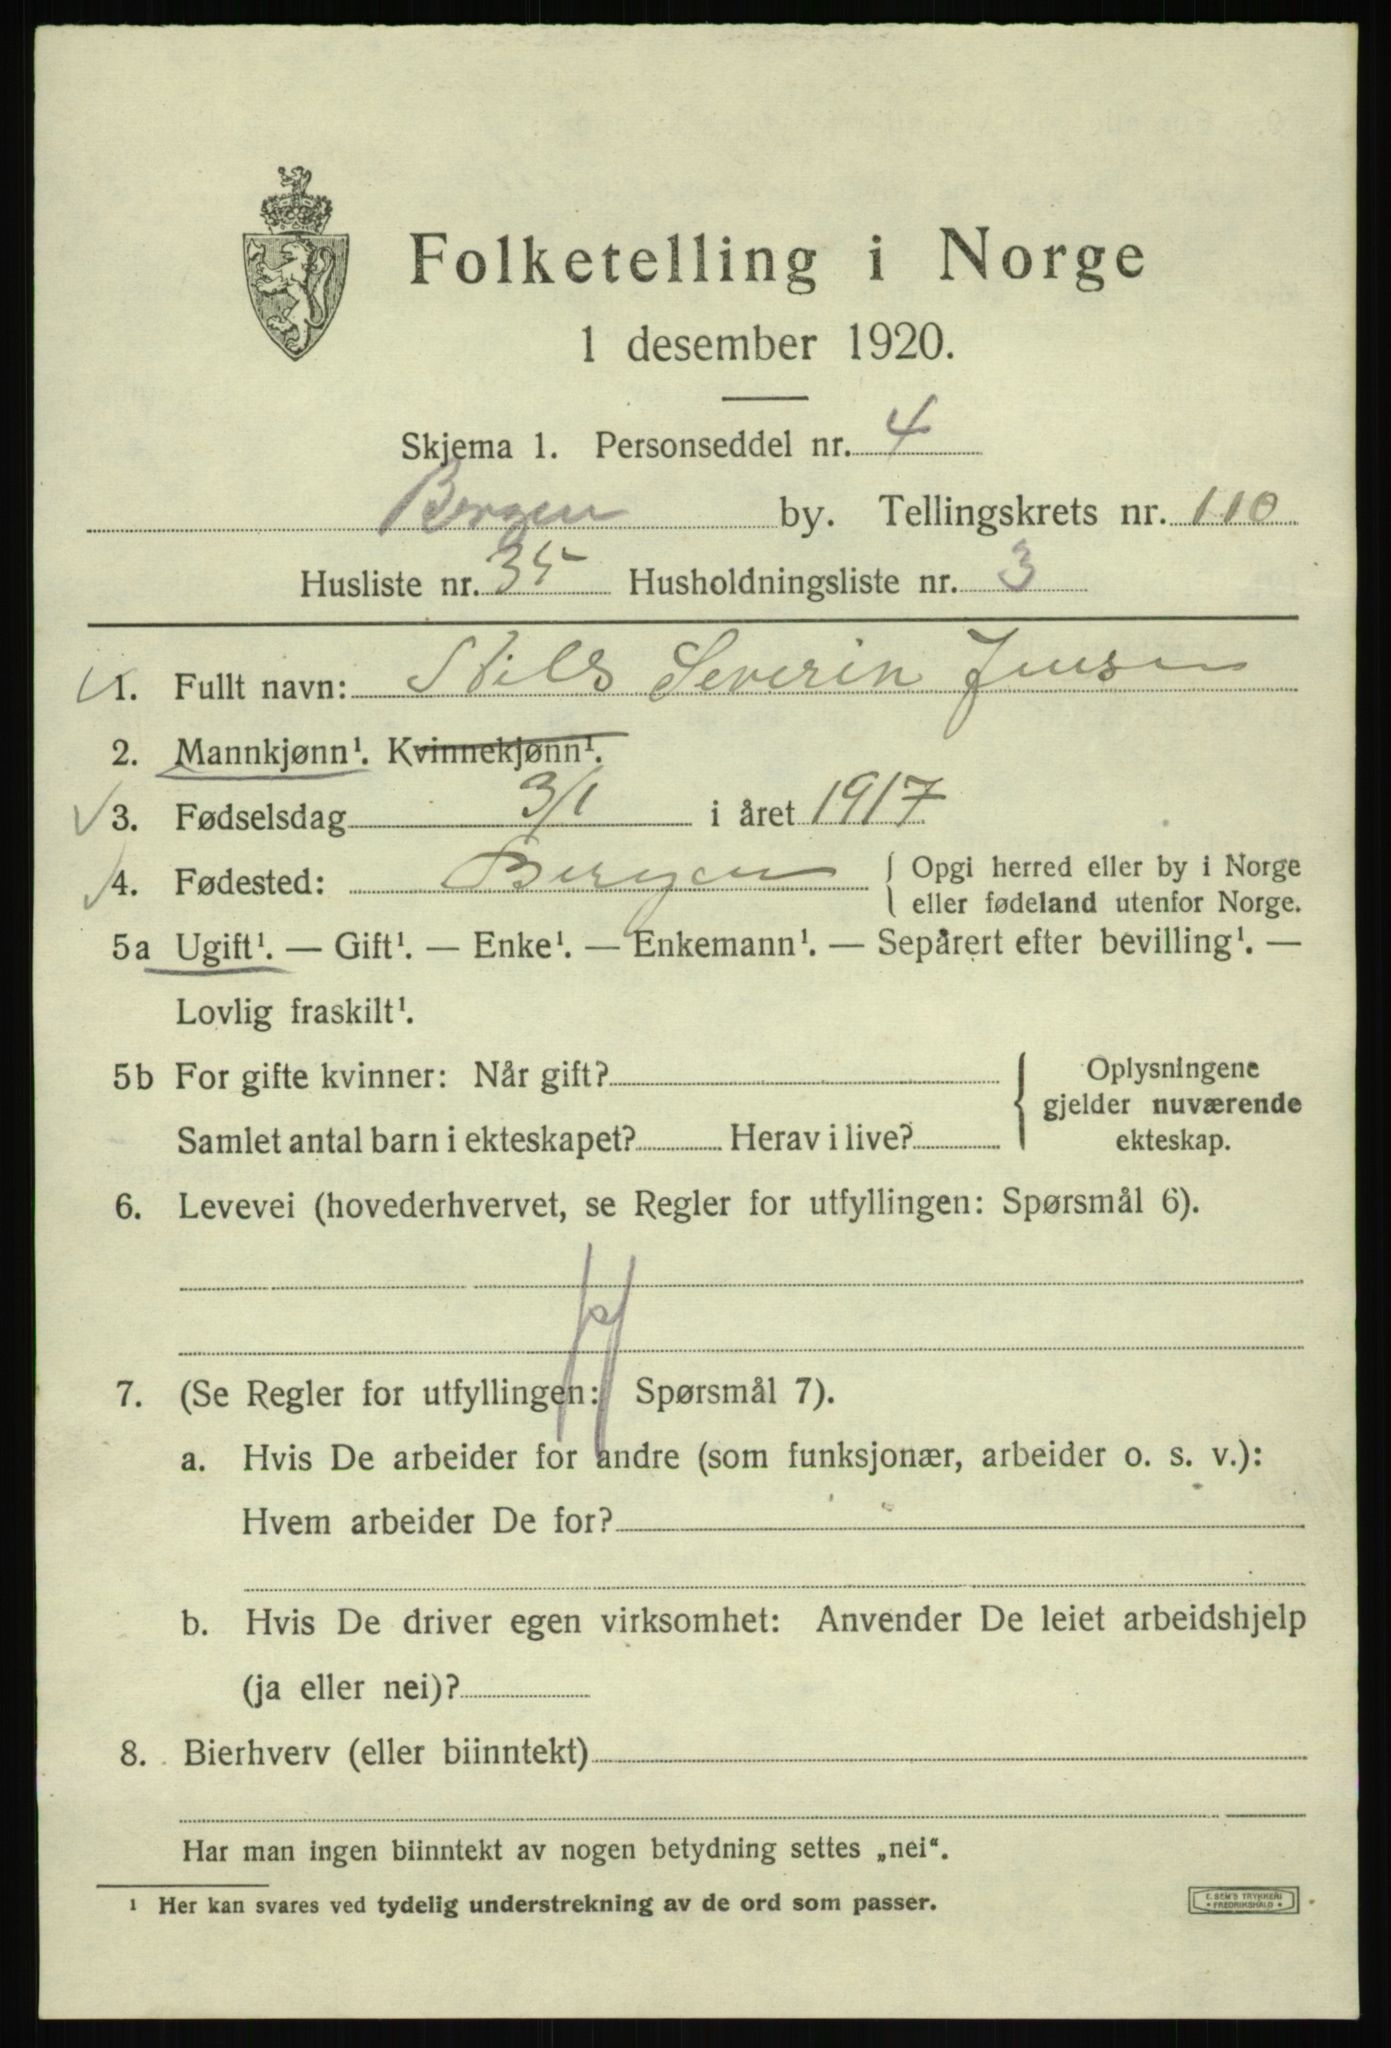 Folketelling i Norge
1 desember 1920.
Skjema 1. Personseddel nr. 4
Bergen by. Tellingskrets nr. 110
Husliste nr. 35 Husholdningsliste nr. 3
1. Fullt navn: Nils Severin Jensen
2. Mannkjønn¹. Kvinnekjønn¹.
3. Fødselsdag 3/1 i året 1917
4. Fødested: Bergen { Opgi herred eller by i Norge
eller fødeland utenfor Norge.
5a Ugift¹. — Gift¹. — Enke¹. — Enkemann¹. — Separert efter bevilling¹. —
Lovlig fraskilt¹.
5b For gifte kvinner: Når gift? { Oplysningene
gjelder nuværende
Samlet antal barn i ekteskapet? Herav i live? ekteskap.
6. Levevei (hovederhvervet, se Regler for utfyllingen: Spørsmål 6).
7. (Se Regler for utfyllingen: Spørsmål 7).
a. Hvis De arbeider for andre (som funksjonær, arbeider o. s. v.):
Hvem arbeider De for?
b. Hvis De driver egen virksomhet: Anvender De leiet arbeidshjelp
(ja eller nei)?
8. Bierhverv (eller biinntekt)
Har man ingen biinntekt av nogen betydning settes „nei“.
¹ Her kan svares ved tydelig understrekning av de ord som passer.
E. SEM'S TRYKKERI
* FREDRIKSHALD *